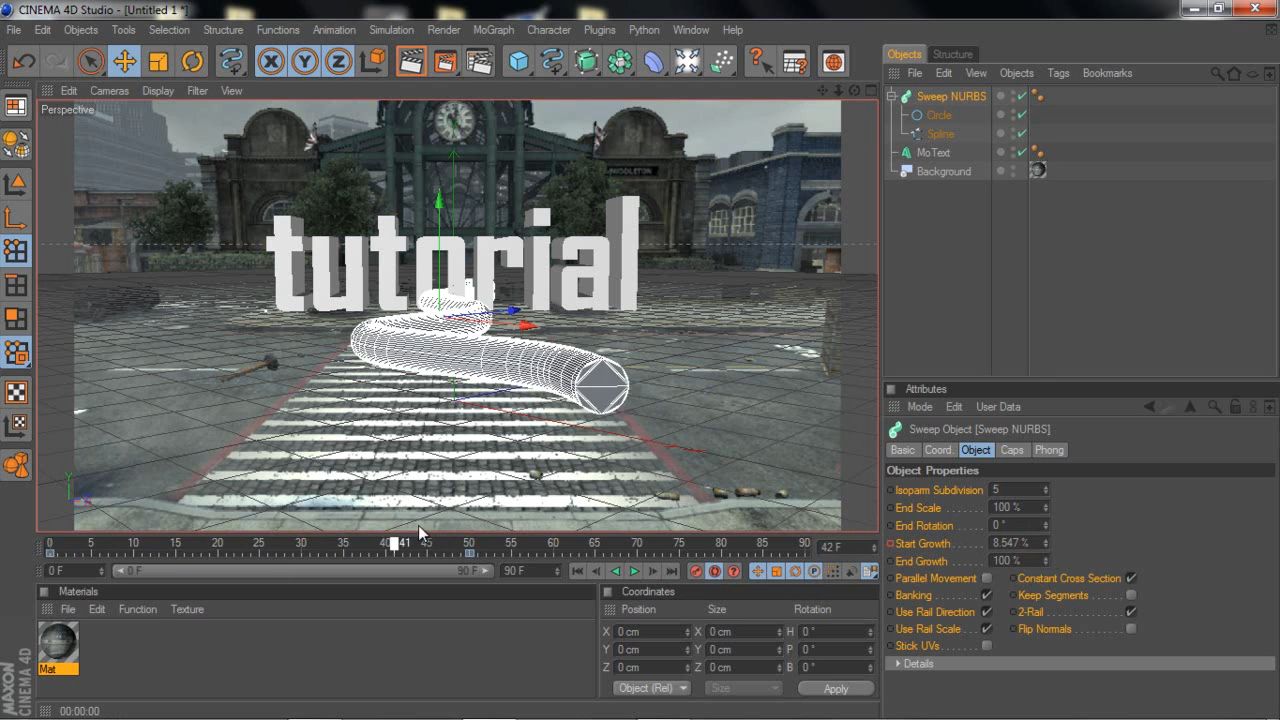 CINEMA 4D Studio - [Untitled 1 *]
File Edit Objects Tools Selection Structure Functions Animation Simulation Render MoGraph Character Plugins Python Window Help
Edit Cameras Display Filter View
Perspective
MIDDLETON
tutorial
0 5 10 15 20 25 30 35 40 41 45 50 55 60 65 70 75 80 85 90 42 F
0 F 0 F 90 F 90 F
Materials
File Edit Function Texture
Mat
MAXON
CINEMA 4D
Coordinates
Position Size Rotation
X 0 cm X 0 cm H 0 °
Y 0 cm Y 0 cm P 0 °
Z 0 cm Z 0 cm B 0 °
Object (Rel) Size Apply
00:00:00
Objects Structure
File Edit View Objects Tags Bookmarks
Sweep NURBS
Circle
Spline
MoText
Background
Attributes
Mode Edit User Data
Sweep Object [Sweep NURBS]
Basic Coord. Object Caps Phong
Object Properties
Isoparm Subdivision 5
End Scale 100 %
End Rotation 0 °
Start Growth 8.547 %
End Growth 100 %
Parallel Movement Constant Cross Section
Banking Keep Segments
Use Rail Direction 2-Rail
Use Rail Scale Flip Normals
Stick UVs
Details
X Y Z
Y